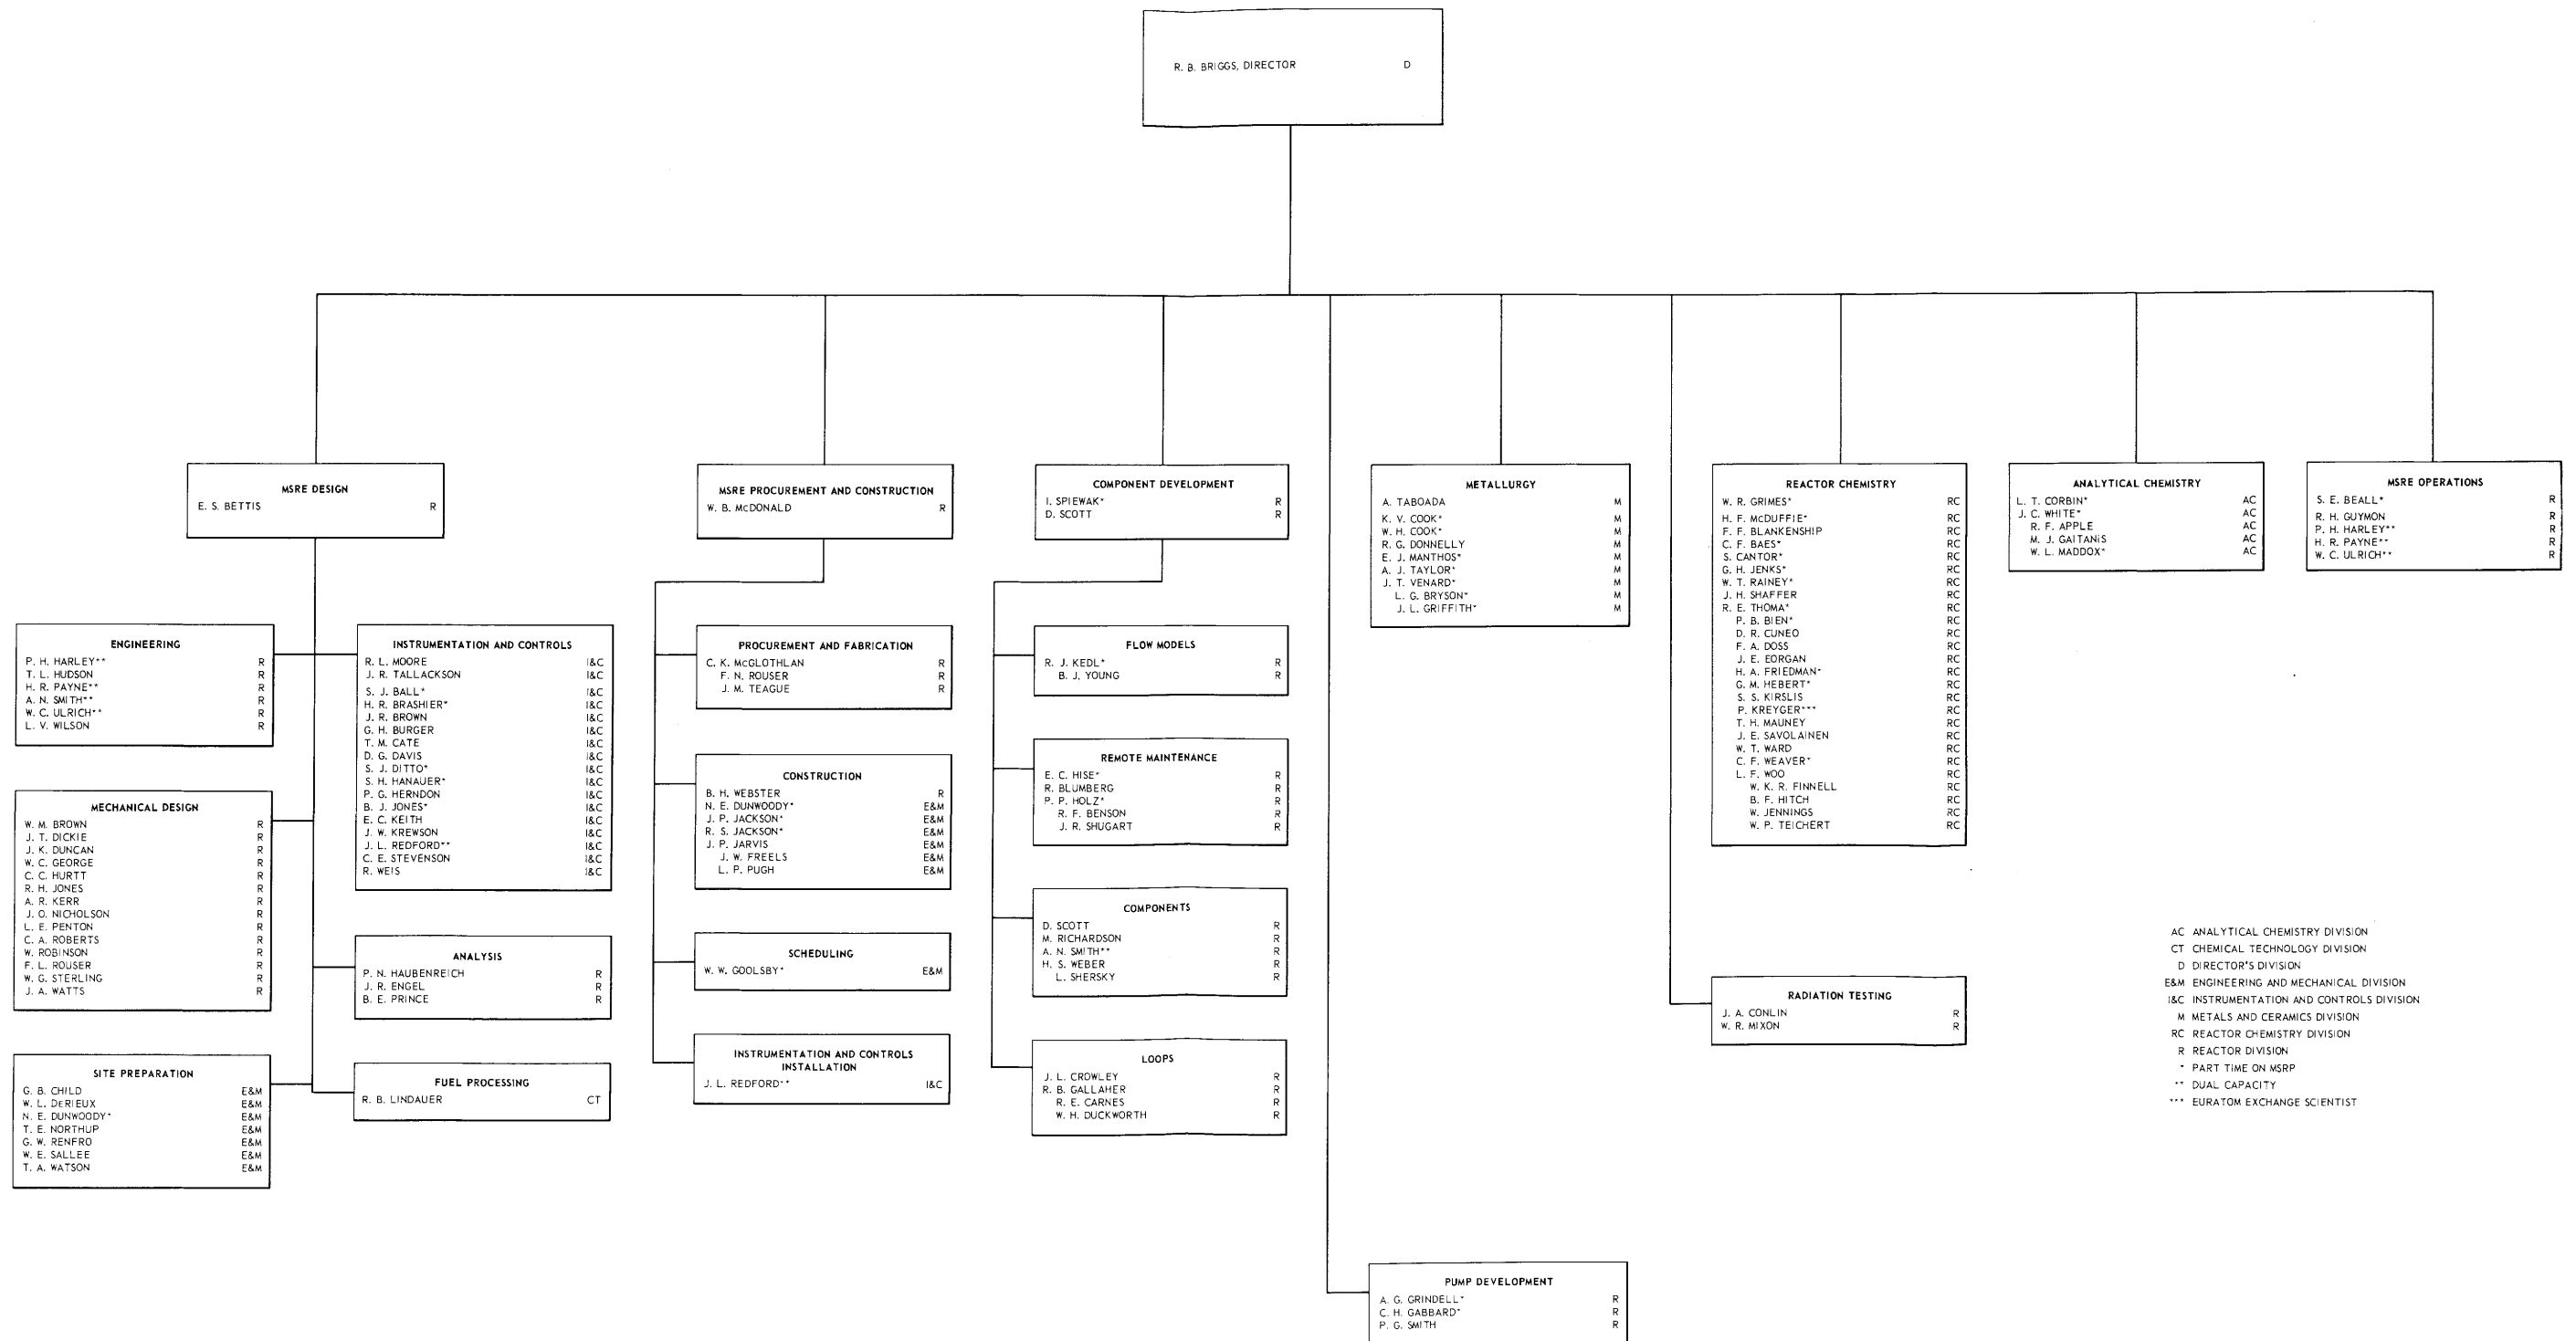 R. B. BRIGGS, DIRECTOR D
MSRE DESIGN
E. S. BETTIS R
ENGINEERING
P. H. HARLEY** R
T. L. HUDSON R
H. R. PAYNE** R
A. N. SMITH** R
W. C. ULRICH** R
L. V. WILSON R
MECHANICAL DESIGN
W. M. BROWN R
J. T. DICKIE R
J. K. DUNCAN R
W. C. GEORGE R
C. C. HURTT R
R. H. JONES R
A. R. KERR R
J. O. NICHOLSON R
L. E. PENTON R
C. A. ROBERTS R
W. ROBINSON R
F. L. ROUSER R
W. G. STERLING R
J. A. WATTS R
SITE PREPARATION
G. B. CHILD E&M
W. L. DeRIEUX E&M
N. E. DUNWOODY* E&M
T. E. NORTHUP E&M
G. W. RENFRO E&M
W. E. SALLEE E&M
T. A. WATSON E&M
INSTRUMENTATION AND CONTROLS
R. L. MOORE I&C
J. R. TALLACKSON I&C
S. J. BALL* I&C
H. R. BRASHIER* I&C
J. R. BROWN I&C
G. H. BURGER I&C
T. M. CATE I&C
D. G. DAVIS I&C
S. J. DITTO* I&C
S. H. HANAUER* I&C
P. G. HERNDON I&C
B. J. JONES* I&C
E. C. KEITH I&C
J. W. KREWSON I&C
J. L. REDFORD** I&C
C. E. STEVENSON I&C
R. WEIS I&C
ANALYSIS
P. N. HAUBENREICH R
J. R. ENGEL R
B. E. PRINCE R
FUEL PROCESSING
R. B. LINDAUER CT
MSRE PROCUREMENT AND CONSTRUCTION
W. B. McDONALD R
PROCUREMENT AND FABRICATION
C. K. McGLOTHLAN R
F. N. ROUSER R
J. M. TEAGUE R
CONSTRUCTION
B. H. WEBSTER R
N. E. DUNWOODY* E&M
J. P. JACKSON* E&M
R. S. JACKSON* E&M
J. P. JARVIS E&M
J. W. FREELS E&M
L. P. PUGH E&M
SCHEDULING
W. W. GOOLSBY* E&M
INSTRUMENTATION AND CONTROLS
INSTALLATION
J. L. REDFORD** I&C
COMPONENT DEVELOPMENT
I. SPIEWAK* R
D. SCOTT R
FLOW MODELS
R. J. KEDL* R
B. J. YOUNG R
REMOTE MAINTENANCE
E. C. HISE* R
R. BLUMBERG R
P. P. HOLZ* R
R. F. BENSON R
J. R. SHUGART R
COMPONENTS
D. SCOTT R
M. RICHARDSON R
A. N. SMITH** R
H. S. WEBER R
L. SHERSKY R
LOOPS
J. L. CROWLEY R
R. B. GALLAHER R
R. E. CARNES R
W. H. DUCKWORTH R
METALLURGY
A. TABOADA M
K. V. COOK* M
W. H. COOK* M
R. G. DONNELLY M
E. J. MANTHOS* M
A. J. TAYLOR* M
J. T. VENARD* M
L. G. BRYSON* M
J. L. GRIFFITH* M
PUMP DEVELOPMENT
A. G. GRINDELL* R
C. H. GABBARD* R
P. G. SMITH R
REACTOR CHEMISTRY
W. R. GRIMES* RC
H. F. McDUFFIE* RC
F. F. BLANKENSHIP RC
C. F. BAES* RC
S. CANTOR* RC
G. H. JENKS* RC
W. T. RAINEY* RC
J. H. SHAFFER RC
R. E. THOMA* RC
P. B. BIEN* RC
D. R. CUNEO RC
F. A. DOSS RC
J. E. EORGAN RC
H. A. FRIEDMAN* RC
G. M. HEBERT* RC
S. S. KIRSLIS RC
P. KREYGER*** RC
T. H. MAUNEY RC
J. E. SAVOLAINEN RC
W. T. WARD RC
C. F. WEAVER* RC
L. F. WOO RC
W. K. R. FINNELL RC
B. F. HITCH RC
W. JENNINGS RC
W. P. TEICHERT RC
RADIATION TESTING
J. A. CONLIN R
W. R. MIXON R
ANALYTICAL CHEMISTRY
L. T. CORBIN* AC
J. C. WHITE* AC
R. F. APPLE AC
M. J. GAITANIS AC
W. L. MADDOX* AC
MSRE OPERATIONS
S. E. BEALL* R
R. H. GUYMON R
P. H. HARLEY** R
H. R. PAYNE** R
W. C. ULRICH** R
AC ANALYTICAL CHEMISTRY DIVISION
CT CHEMICAL TECHNOLOGY DIVISION
D DIRECTOR'S DIVISION
E&M ENGINEERING AND MECHANICAL DIVISION
I&C INSTRUMENTATION AND CONTROLS DIVISION
M METALS AND CERAMICS DIVISION
RC REACTOR CHEMISTRY DIVISION
R REACTOR DIVISION
* PART TIME ON MSRP
** DUAL CAPACITY
*** EURATOM EXCHANGE SCIENTIST